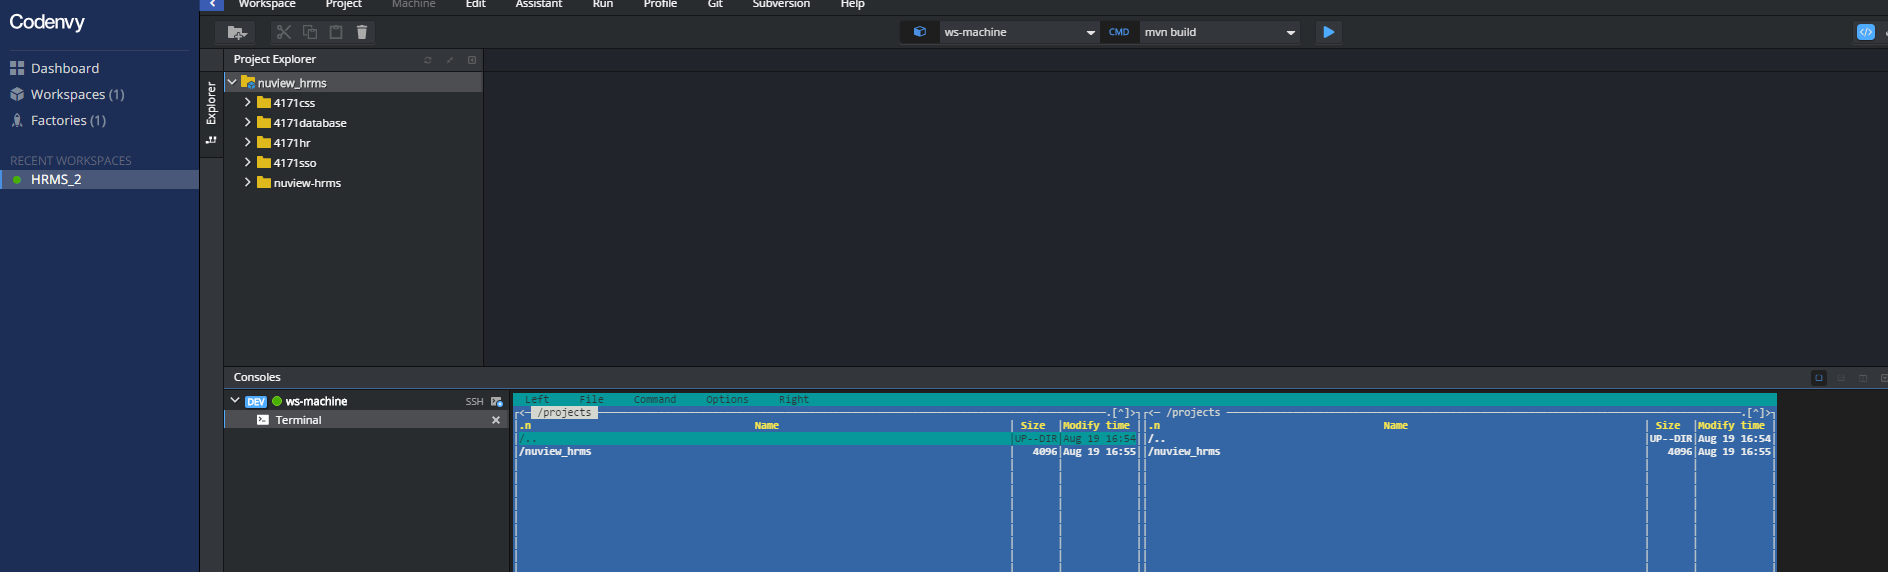 Codenvy
Dashboard
Workspaces (1)
Factories (1)
RECENT WORKSPACES
HRMS_2
Workspace Project Machine Edit Assistant Run Profile Git Subversion Help
ws-machine CMD mvn build
Explorer
Project Explorer
nuview_hrms
4171css
4171database
4171hr
4171sso
nuview-hrms
Consoles
DEV ws-machine SSH
Terminal
Left File Command Options Right
<─ /projects .[^]> <─ /projects .[^]>
.n Name Size Modify time .n Name Size Modify time
/.. UP--DIR Aug 19 16:54 /.. UP--DIR Aug 19 16:54
/nuview_hrms 4096 Aug 19 16:55 /nuview_hrms 4096 Aug 19 16:55